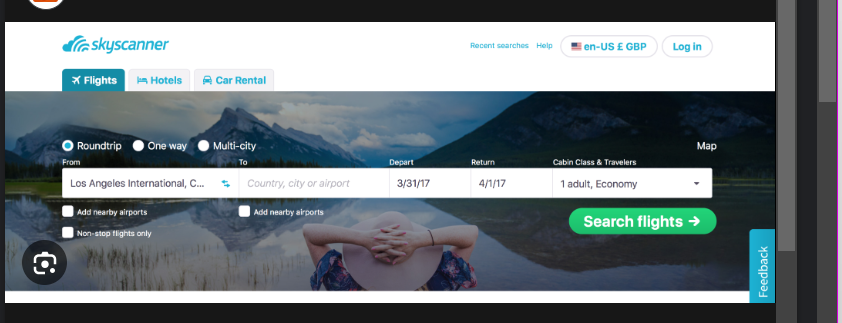 skyscanner
Recent searches Help en-US £ GBP Log in
Flights Hotels Car Rental
Roundtrip One way Multi-city Map
From To Depart Return Cabin Class & Travelers
Los Angeles International, C... Country, city or airport 3/31/17 4/1/17 1 adult, Economy
Add nearby airports Add nearby airports
Search flights
Non-stop flights only
Feedback